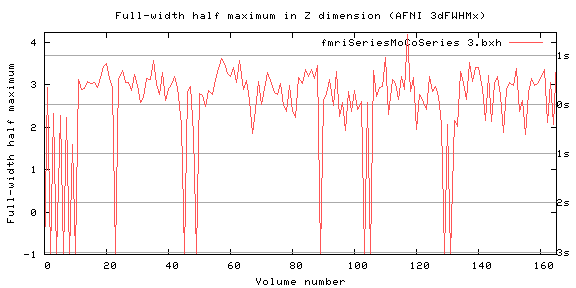 Full-width half maximum in Z dimension (AFNI 3dFWHMx)
fmriSeriesMoCoSeries 3.bxh
Full-width half maximum
4
3
2
1
0
-1
1s
0s
1s
2s
3s
0 20 40 60 80 100 120 140 160
Volume number